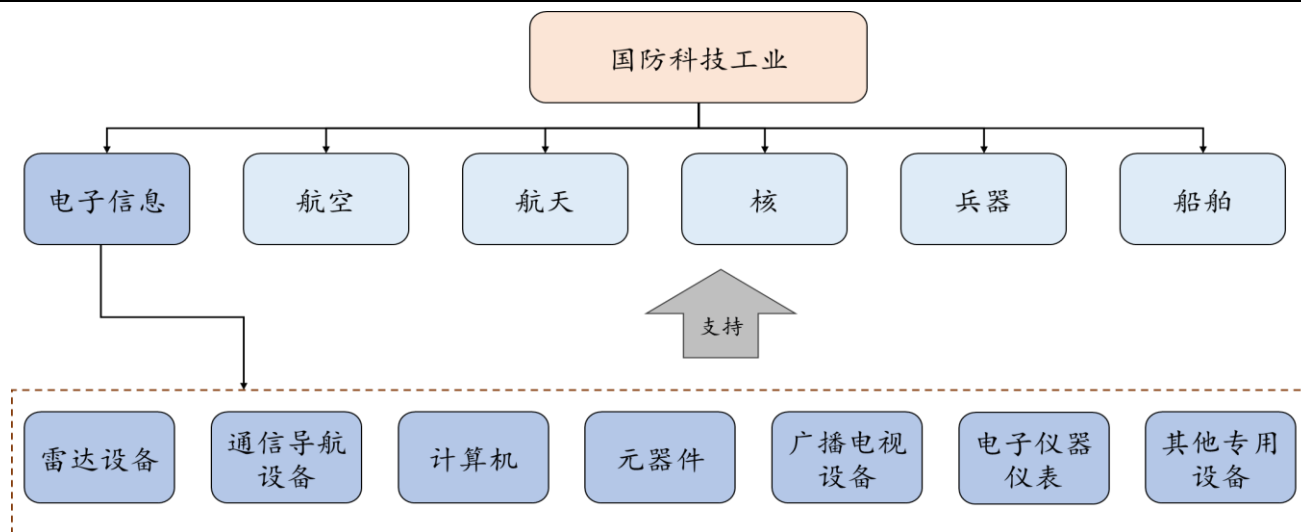 国防科技工业
电子信息
航空
航天
核
兵器
船舶
支持
雷达设备
通信导航
设备
计算机
元器件
广播电视
设备
电子仪器
仪表
其他专用
设备